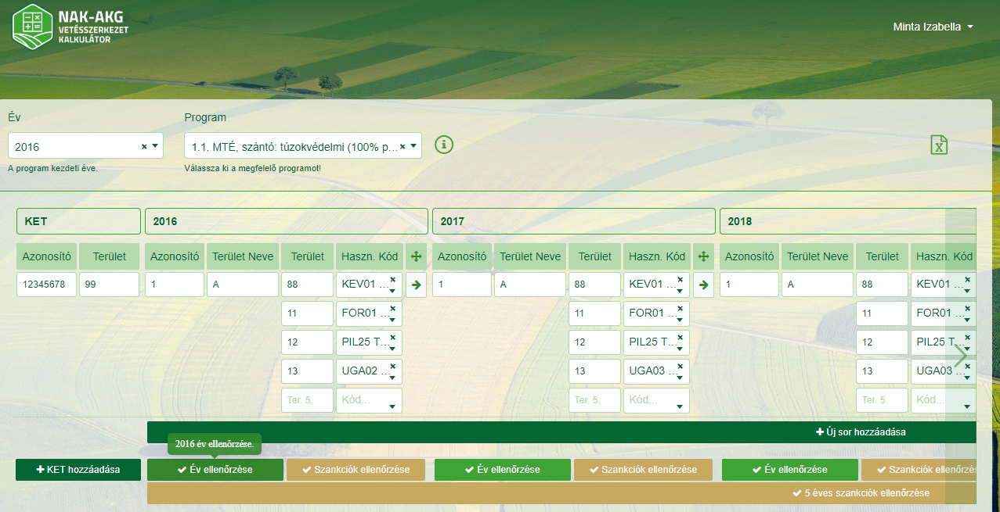 NAK-AKG
VETÉSSZERKEZET
KALKULÁTOR
Minta Izabella
Év
Program
2016
1.1. MTÉ, szántó: túzokvédelmi (100% p...
A program kezdeti éve.
Válassza ki a megfelelő programot!
KET
2016
2017
2018
Azonosító Terület Azonosító Terület Neve Terület Haszn. Kód Azonosító Terület Neve Terület Haszn. Kód Azonosító Terület Neve Terület Haszn. Kód
12345678 99 1 A 88 KEV01 ... 1 A 88 KEV01 ... 1 A 88 KEV01 ...
11 FOR01 ... 11 FOR01 ... 11 FOR01 ...
12 PIL25 T... 12 PIL25 T... 12 PIL25 T...
13 UGA02 ... 13 UGA03 ... 13 UGA03 ...
Ter. 5. Kód... Ter. 5. Kód... Ter. 5. Kód...
Új sor hozzáadása
2016 év ellenőrzése.
KET hozzáadása Év ellenőrzése Szankciók ellenőrzése Év ellenőrzése Szankciók ellenőrzése Év ellenőrzése Szankciók ellenőrzés
5 éves szankciók ellenőrzése